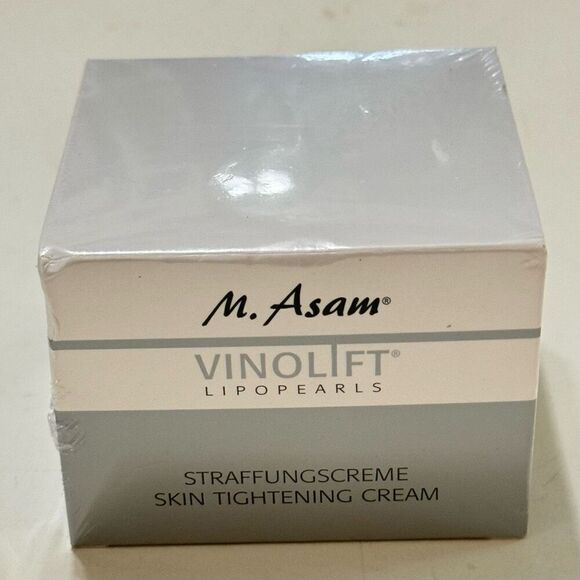 M. Asam®
VINOLIFT®
LIPOPEARLS
STRAFFUNGSCREME
SKIN TIGHTENING CREAM